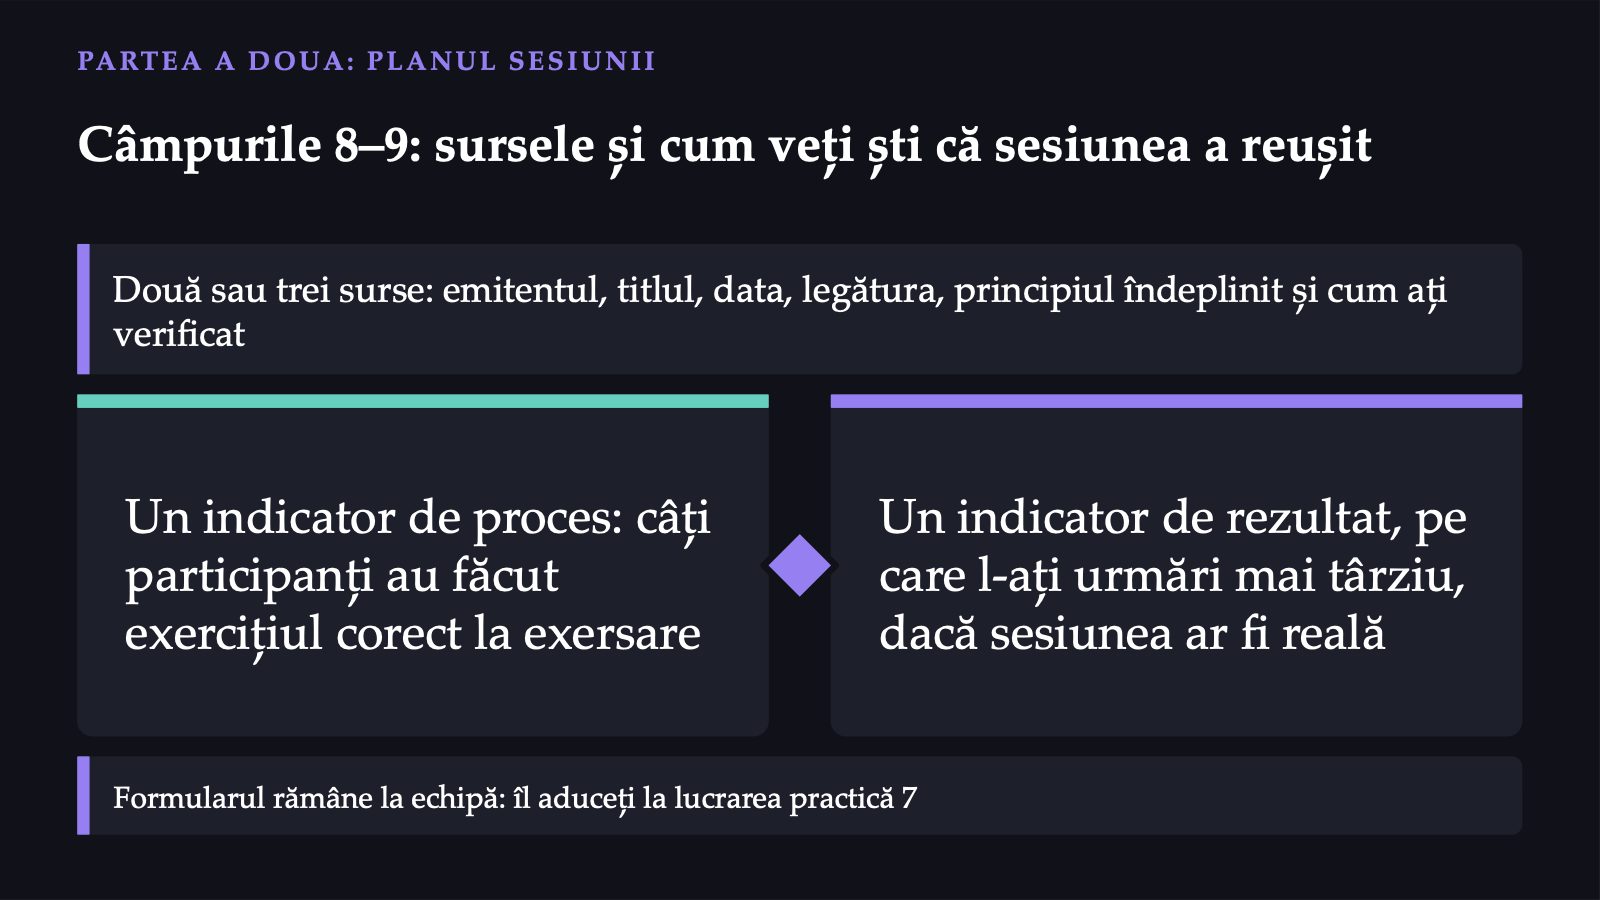 PARTEA A DOUA: PLANUL SESIUNII
Câmpurile 8–9: sursele și cum veți ști că sesiunea a reușit
Două sau trei surse: emitentul, titlul, data, legătura, principiul îndeplinit și cum ați
verificat
Un indicator de proces: câți
participanți au făcut
exercițiul corect la exersare
Un indicator de rezultat, pe
care l-ați urmări mai târziu,
dacă sesiunea ar fi reală
Formularul rămâne la echipă: îl aduceți la lucrarea practică 7